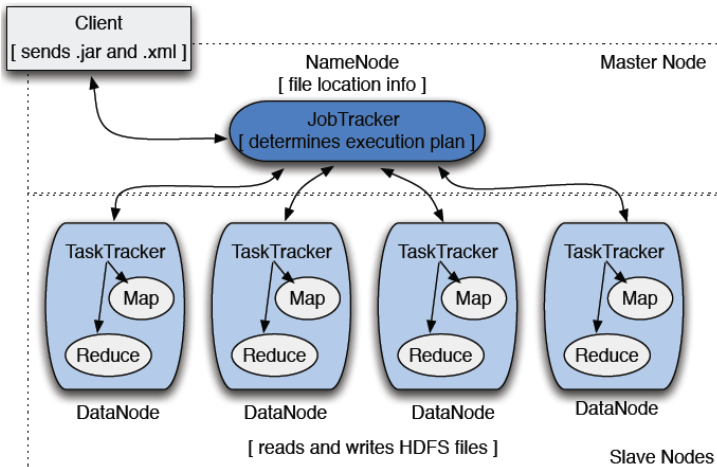 Client
[ sends .jar and .xml ]
NameNode
[ file location info ]
Master Node
JobTracker
[ determines execution plan ]
TaskTracker
Map
Reduce
DataNode
TaskTracker
Map
Reduce
DataNode
TaskTracker
Map
Reduce
DataNode
TaskTracker
Map
Reduce
DataNode
[ reads and writes HDFS files ]
Slave Nodes